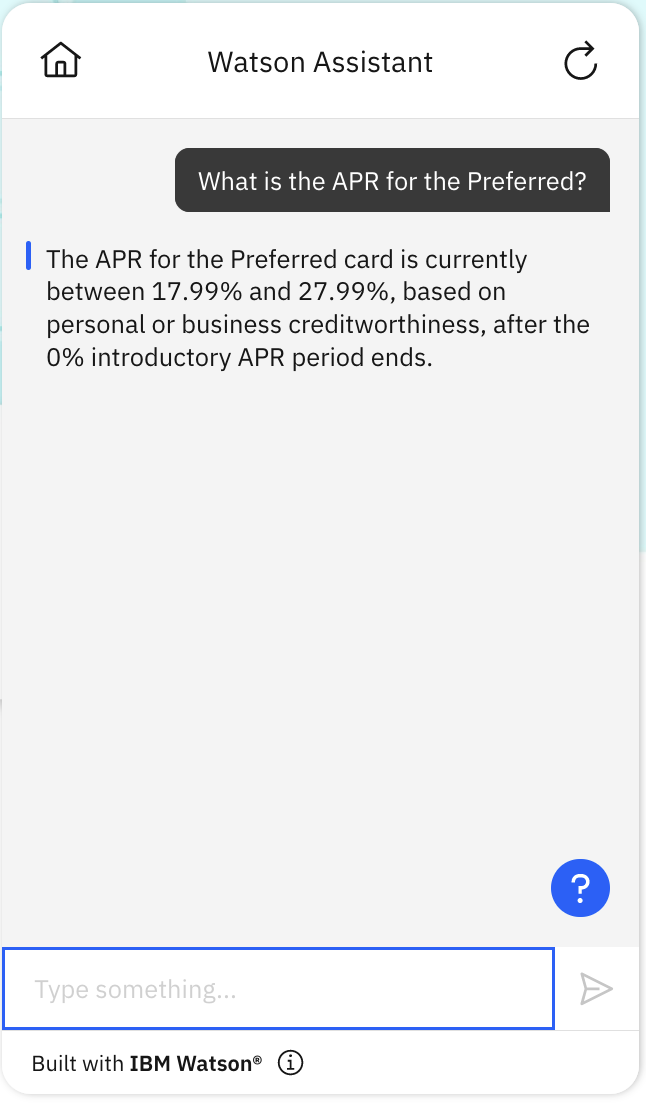 Watson Assistant
What is the APR for the Preferred?
The APR for the Preferred card is currently
between 17.99% and 27.99%, based on
personal or business creditworthiness, after the
0% introductory APR period ends.
?
Type something...
Built with IBM Watson®